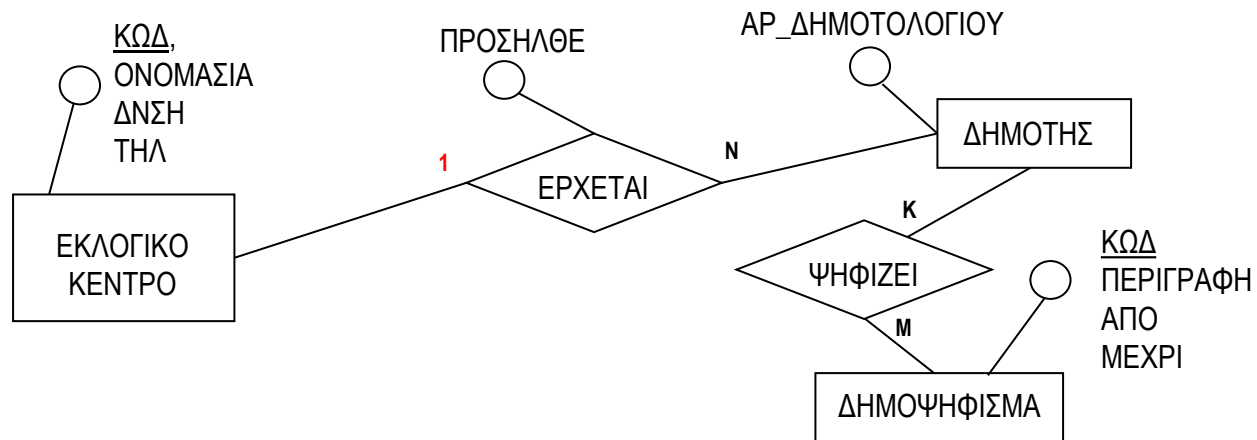 ΚΩΔ,
ΟΝΟΜΑΣΙΑ
ΔΝΣΗ
ΤΗΛ
ΠΡΟΣΗΛΘΕ
ΑΡ_ΔΗΜΟΤΟΛΟΓΙΟΥ
ΔΗΜΟΤΗΣ
1
N
ΕΡΧΕΤΑΙ
ΕΚΛΟΓΙΚΟ
ΚΕΝΤΡΟ
K
ΨΗΦΙΖΕΙ
M
ΚΩΔ
ΠΕΡΙΓΡΑΦΗ
ΑΠΟ
ΜΕΧΡΙ
ΔΗΜΟΨΗΦΙΣΜΑ